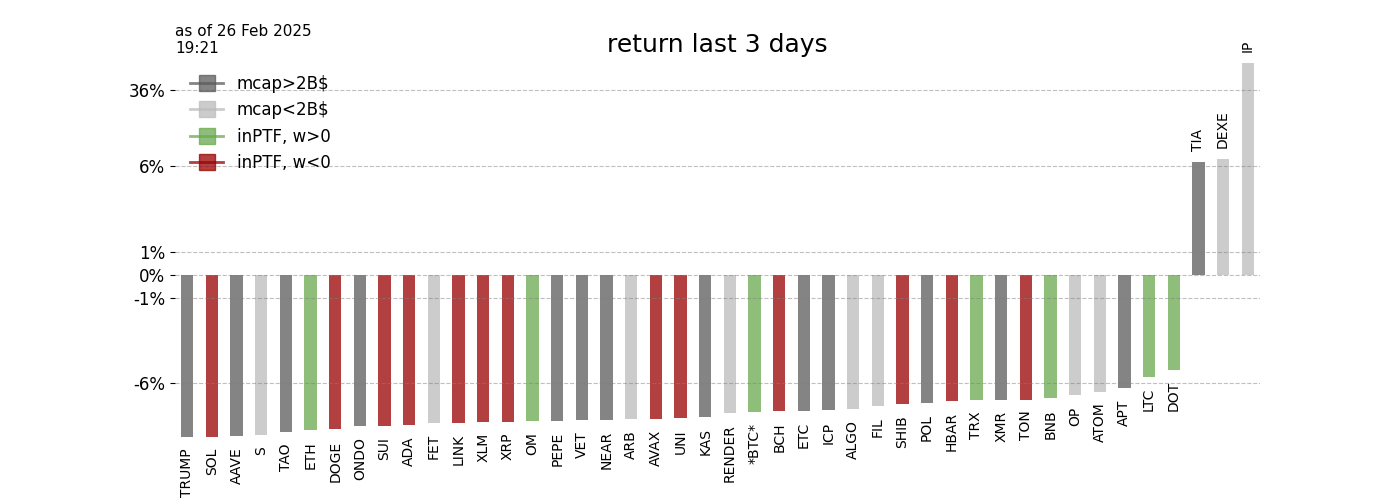 as of 26 Feb 2025
19:21
return last 3 days
mcap>2B$
mcap<2B$
inPTF, w>0
inPTF, w<0
36%
6%
1%
0%
-1%
-6%
TRUMP
SOL
AAVE
S
TAO
ETH
DOGE
ONDO
SUI
ADA
FET
LINK
XLM
XRP
OM
PEPE
VET
NEAR
ARB
AVAX
UNI
KAS
RENDER
*BTC*
BCH
ETC
ICP
ALGO
FIL
SHIB
POL
HBAR
TRX
XMR
TON
BNB
OP
ATOM
APT
LTC
DOT
TIA
DEXE
IP